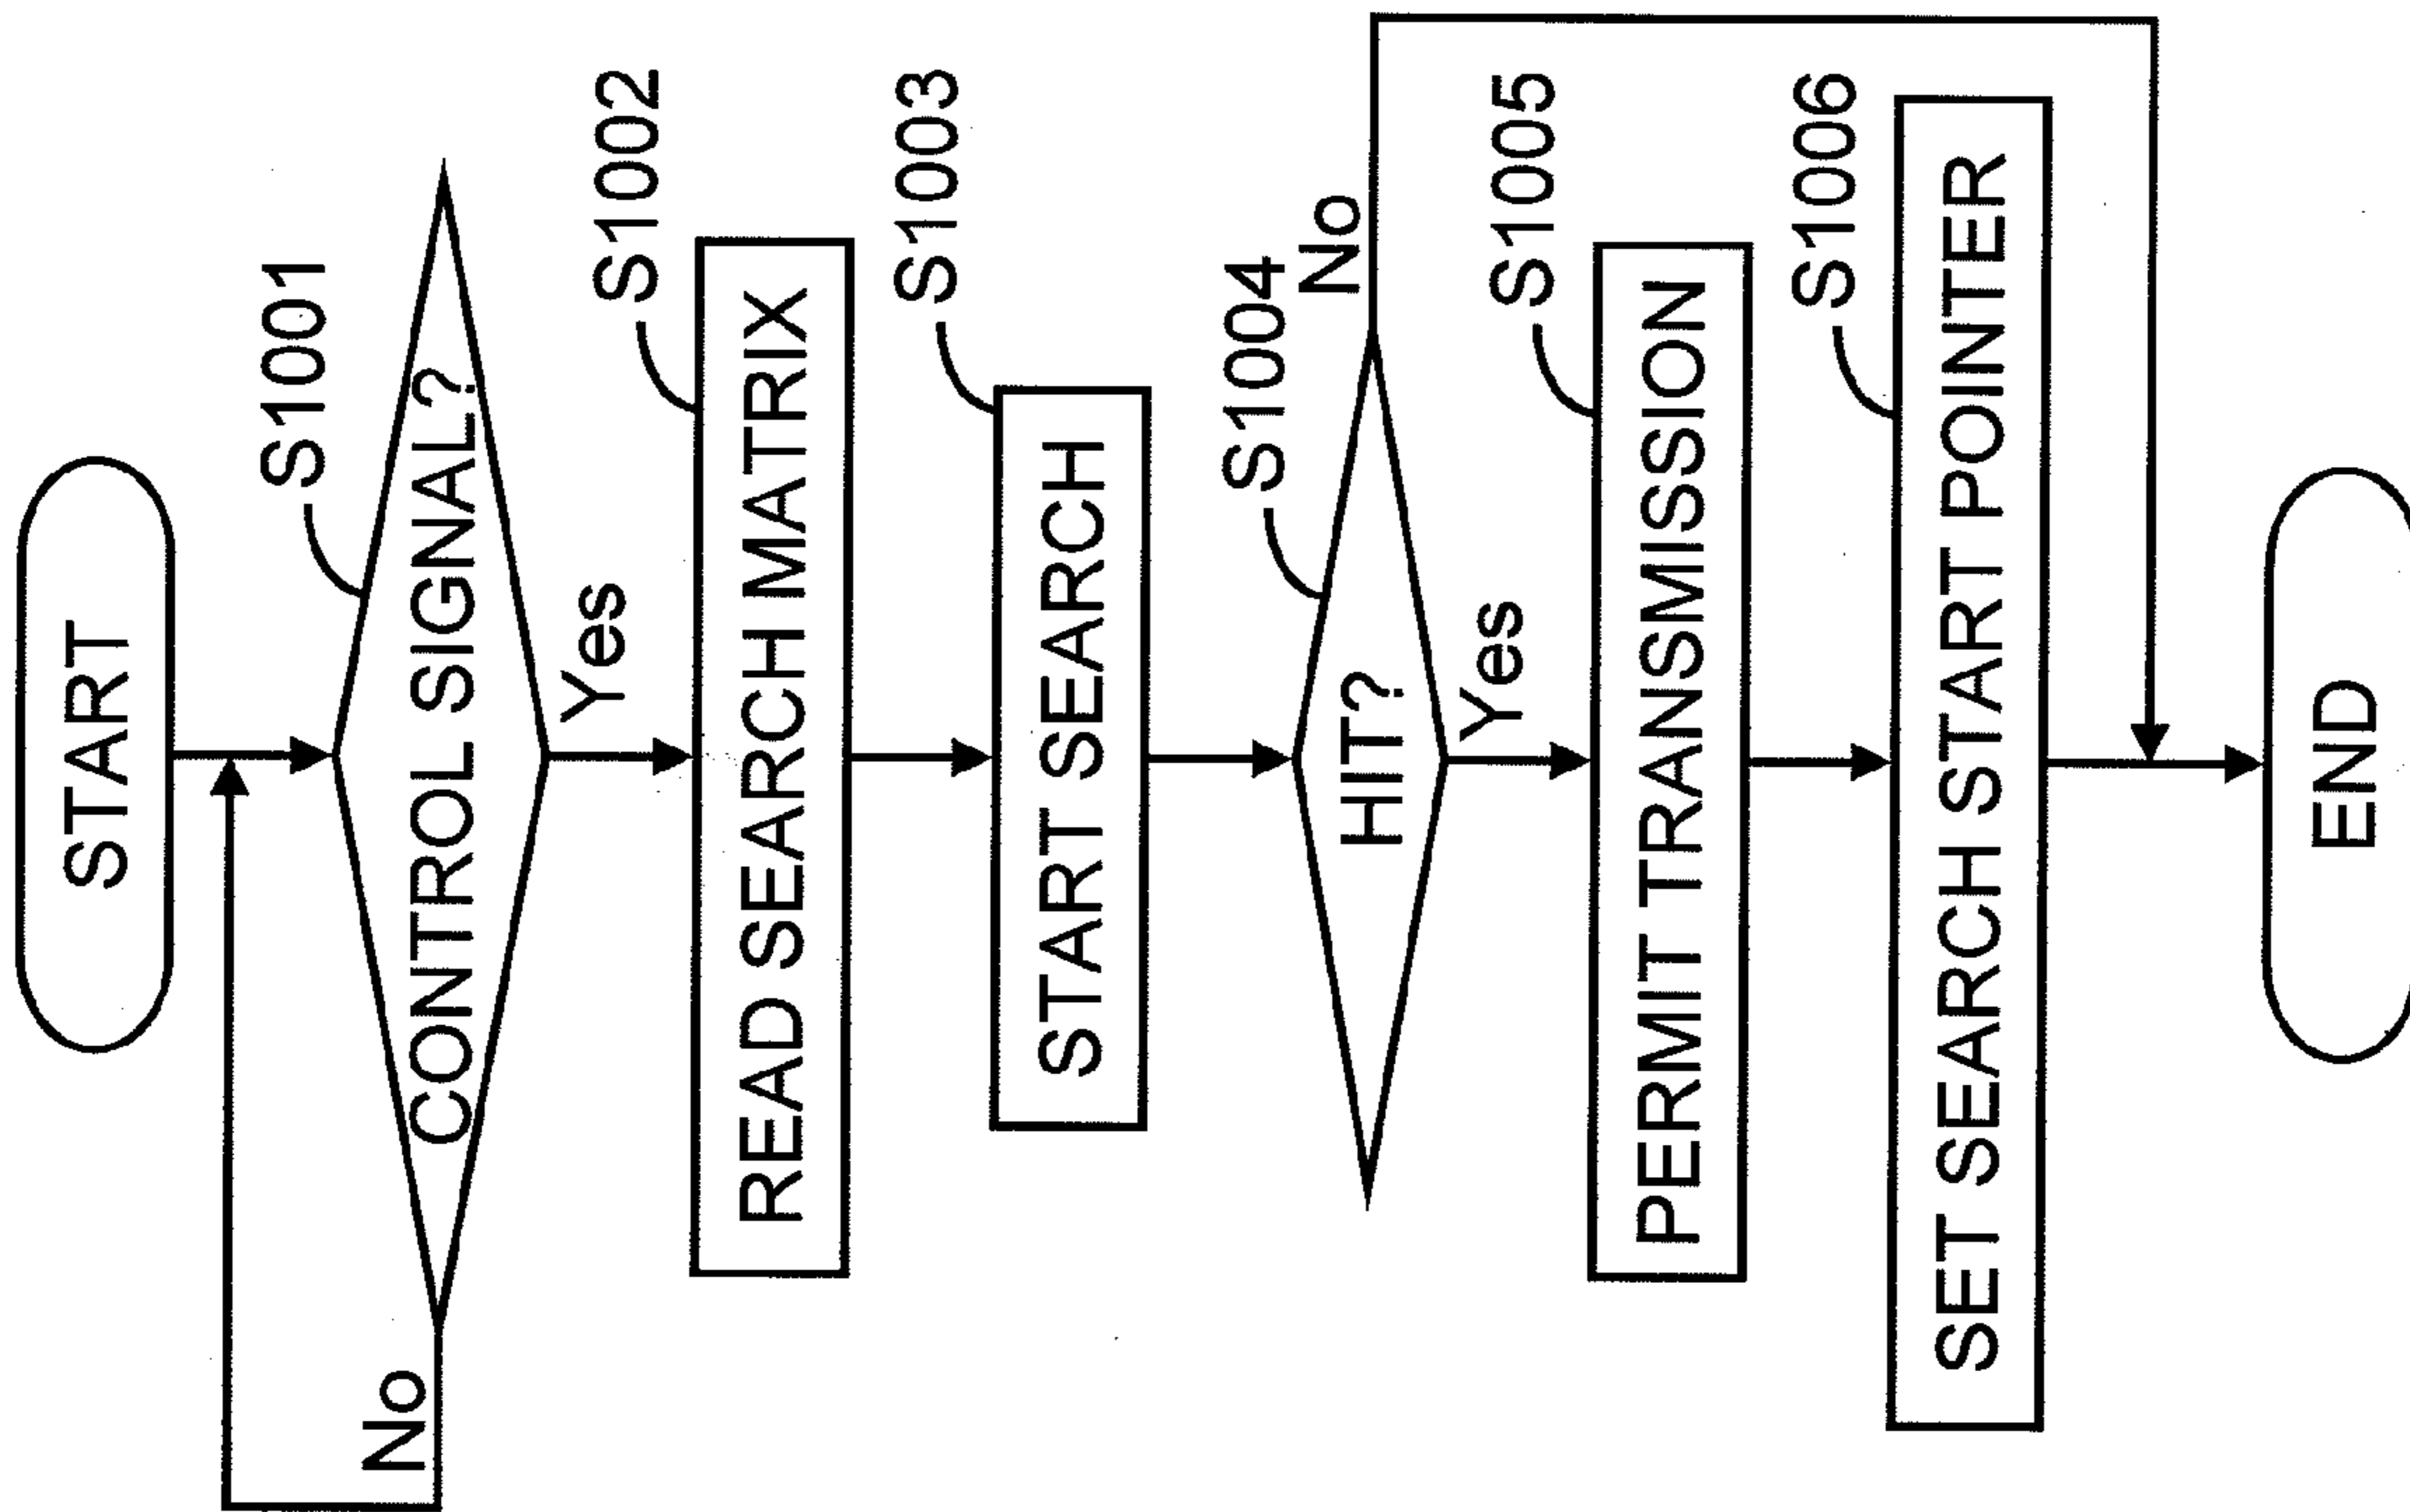 START
S1001
CONTROL SIGNAL?
No
Yes
S1002
READ SEARCH MATRIX
S1003
START SEARCH
S1004
HIT?
No
Yes
S1005
PERMIT TRANSMISSION
S1006
SET SEARCH START POINTER
END